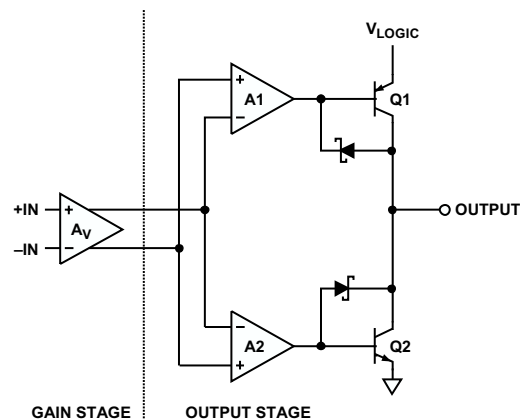 V_LOGIC
+
A1
–
Q1
+IN
+
A_V
–
–IN
OUTPUT
–
A2
+
Q2
GAIN STAGE
OUTPUT STAGE